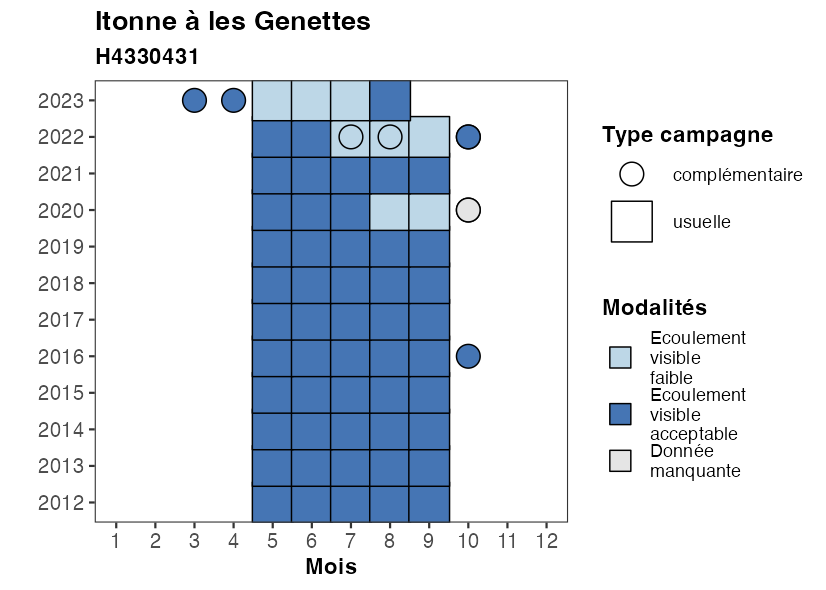 Itonne à les Genettes
H4330431
2023
2022
2021
2020
2019
2018
2017
2016
2015
2014
2013
2012
1 2 3 4 5 6 7 8 9 10 11 12
Mois
Type campagne
complémentaire
usuelle
Modalités
Ecoulement
visible
faible
Ecoulement
visible
acceptable
Donnée
manquante